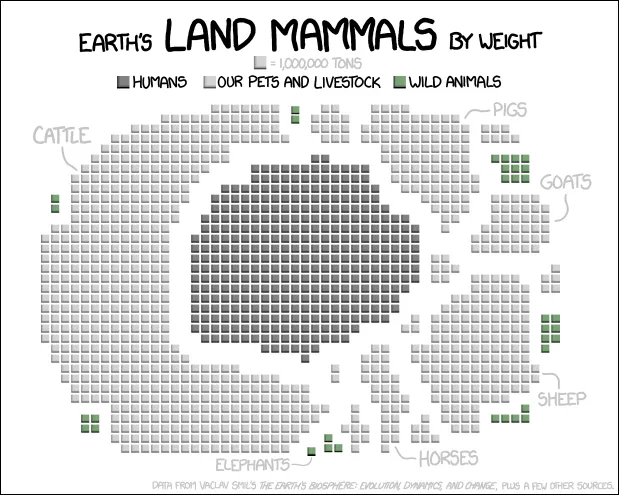 EARTH'S LAND MAMMALS BY WEIGHT
= 1,000,000 TONS
HUMANS OUR PETS AND LIVESTOCK WILD ANIMALS
PIGS
CATTLE
GOATS
SHEEP
HORSES
ELEPHANTS
DATA FROM VACLAV SMIL'S THE EARTH'S BIOSPHERE: EVOLUTION, DYNAMICS, AND CHANGE, PLUS A FEW OTHER SOURCES.